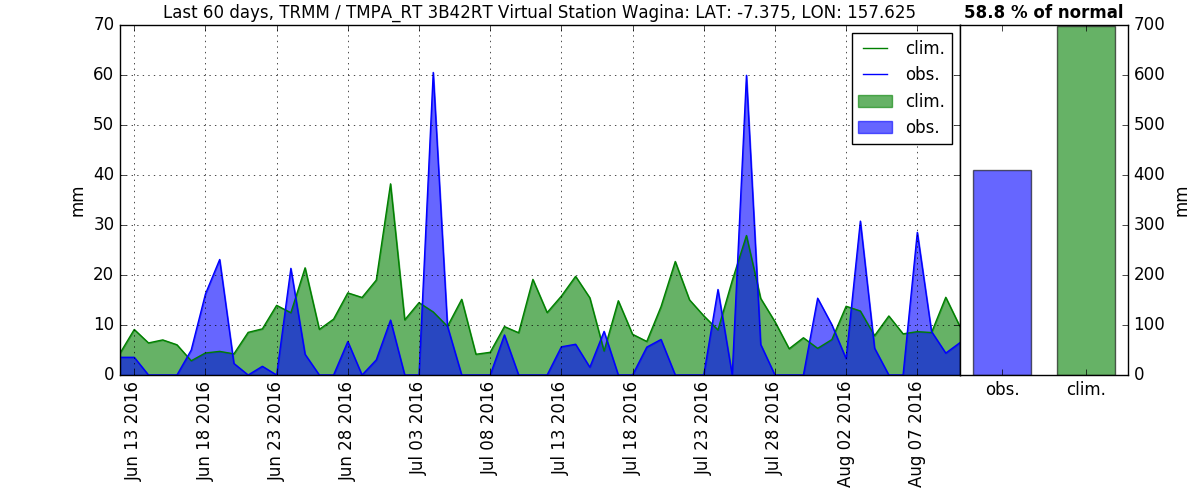 Last 60 days, TRMM / TMPA_RT 3B42RT Virtual Station Wagina: LAT: -7.375, LON: 157.625
58.8 % of normal
70
60
50
40
30
20
10
0
mm
clim.
obs.
clim.
obs.
700
600
500
400
300
200
100
0
mm
Jun 13 2016
Jun 18 2016
Jun 23 2016
Jun 28 2016
Jul 03 2016
Jul 08 2016
Jul 13 2016
Jul 18 2016
Jul 23 2016
Jul 28 2016
Aug 02 2016
Aug 07 2016
obs.
clim.